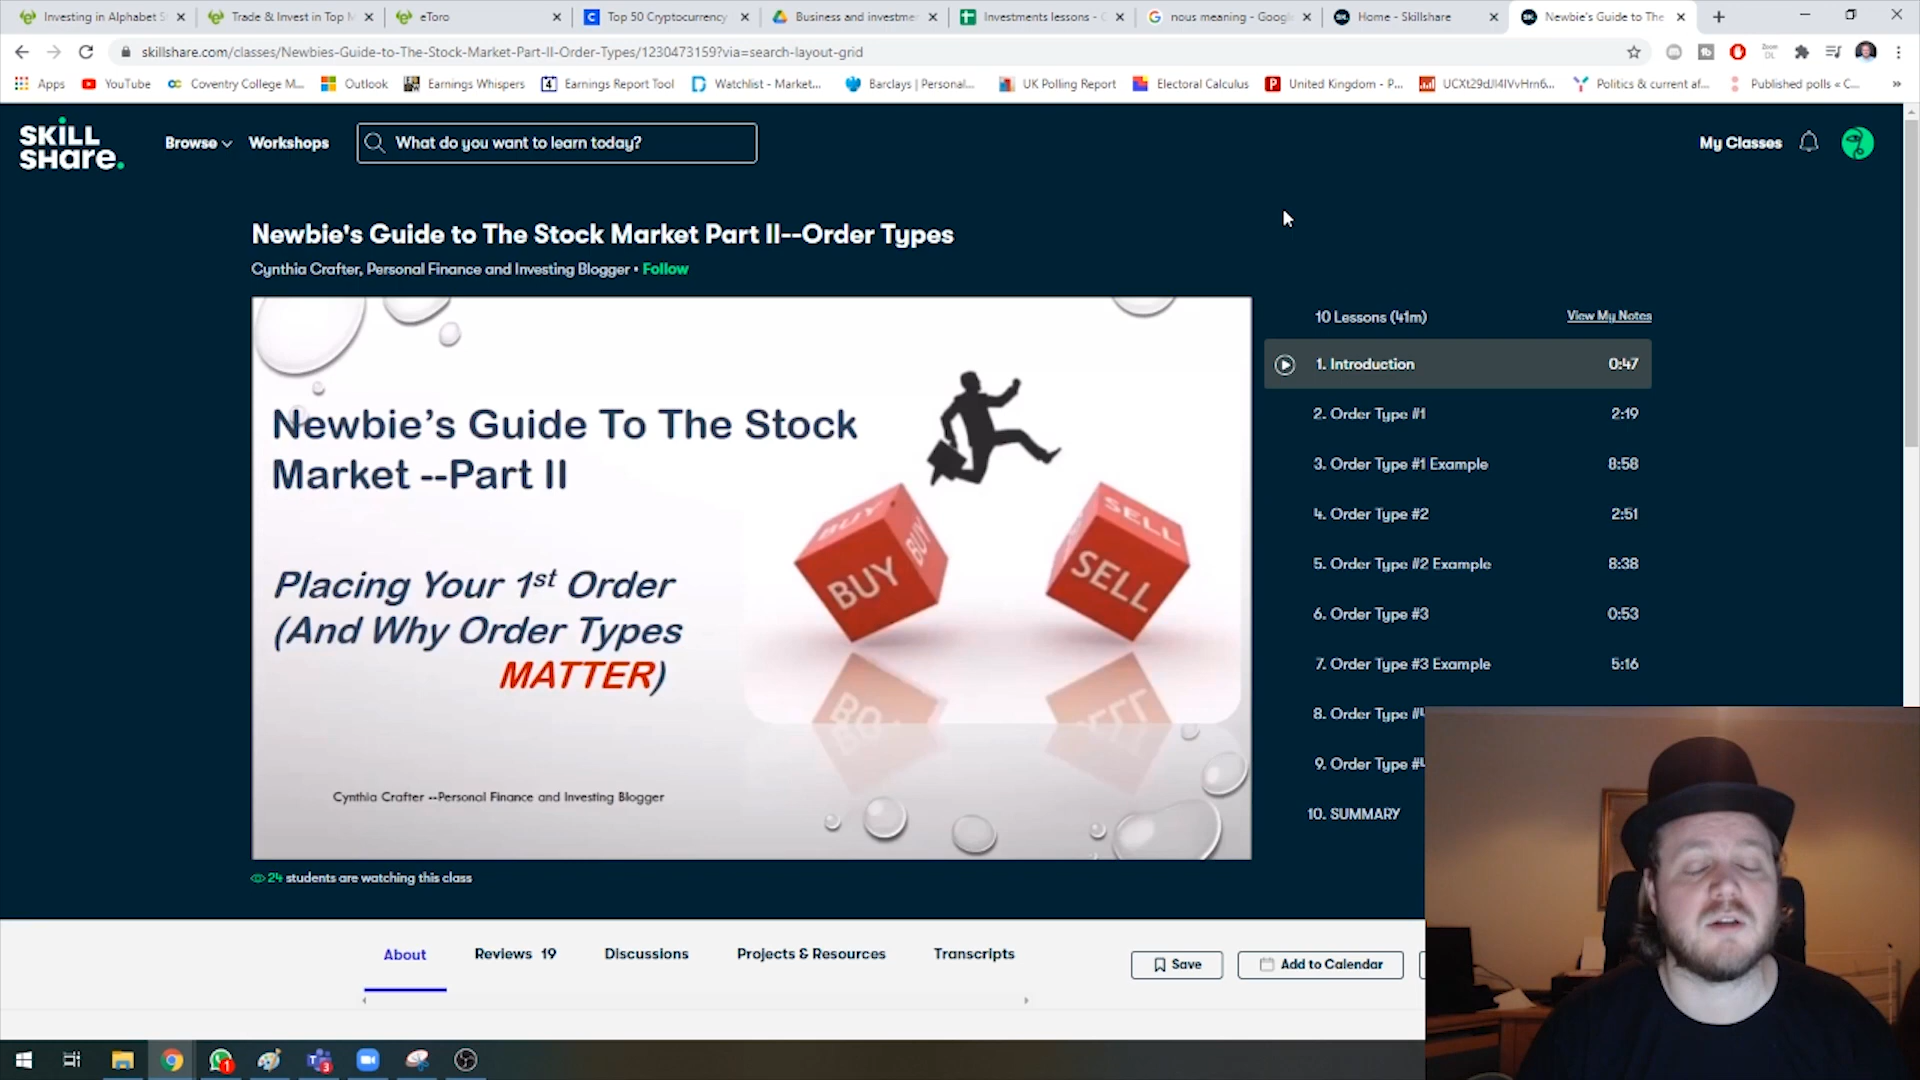 Investing in Alphabet S
Trade & Invest in Top M
eToro
Top 50 Cryptocurrency
Business and investme
Investments lessons - G
nous meaning - Google
Home - Skillshare
Newbie's Guide to The
skillshare.com/classes/Newbies-Guide-to-The-Stock-Market-Part-II-Order-Types/1230473159?via=search-layout-grid
Apps
YouTube
Coventry College M...
Outlook
Earnings Whispers
Earnings Report Tool
Watchlist - Market...
Barclays | Personal...
UK Polling Report
Electoral Calculus
United Kingdom - P...
Politics & current af...
Published polls « C...
SKILL
SHare.
Browse
Workshops
What do you want to learn today?
My Classes
Newbie's Guide to The Stock Market Part II--Order Types
Cynthia Crafter, Personal Finance and Investing Blogger • Follow
Newbie's Guide To The Stock
Market --Part II
Placing Your 1st Order
(And Why Order Types
MATTER)
BUY
BUY
BUY
SELL
SELL
Cynthia Crafter --Personal Finance and Investing Blogger
10 Lessons (41m)
View My Notes
1. Introduction 0:47
2. Order Type #1 2:19
3. Order Type #1 Example 8:58
4. Order Type #2 2:51
5. Order Type #2 Example 8:38
6. Order Type #3 0:53
7. Order Type #3 Example 5:16
8. Order Type #4
9. Order Type #4
10. SUMMARY
24 students are watching this class
About
Reviews 19
Discussions
Projects & Resources
Transcripts
Save
Add to Calendar